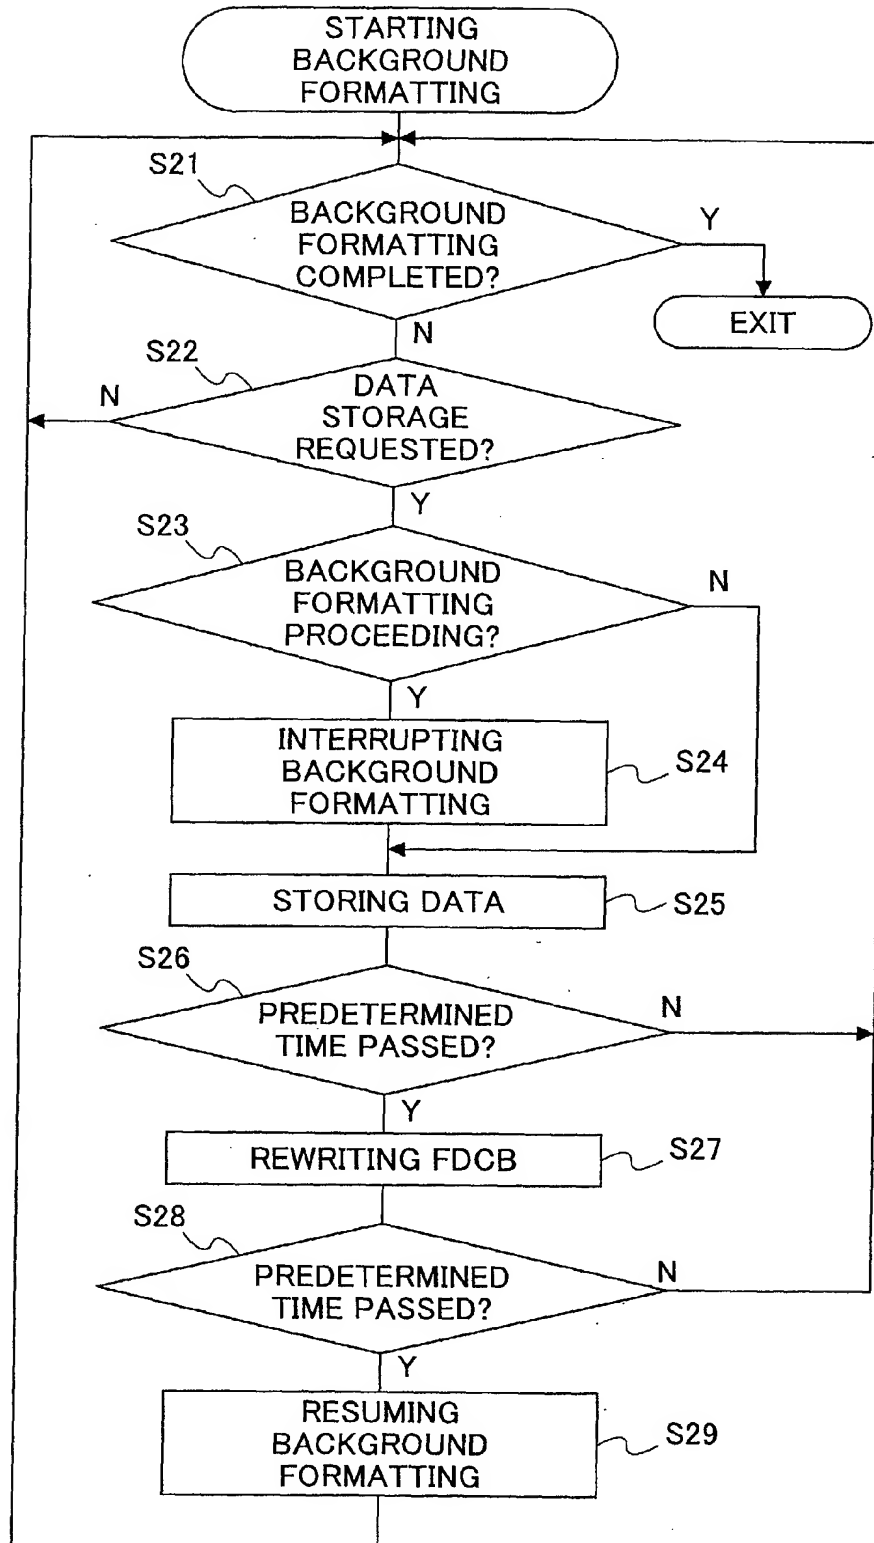 STARTING
BACKGROUND
FORMATTING
S21
BACKGROUND
FORMATTING
COMPLETED?
Y
EXIT
N
S22
DATA
STORAGE
REQUESTED?
N
Y
S23
BACKGROUND
FORMATTING
PROCEEDING?
N
Y
INTERRUPTING
BACKGROUND
FORMATTING
S24
STORING DATA
S25
S26
PREDETERMINED
TIME PASSED?
N
Y
REWRITING FDCB
S27
S28
PREDETERMINED
TIME PASSED?
N
Y
RESUMING
BACKGROUND
FORMATTING
S29